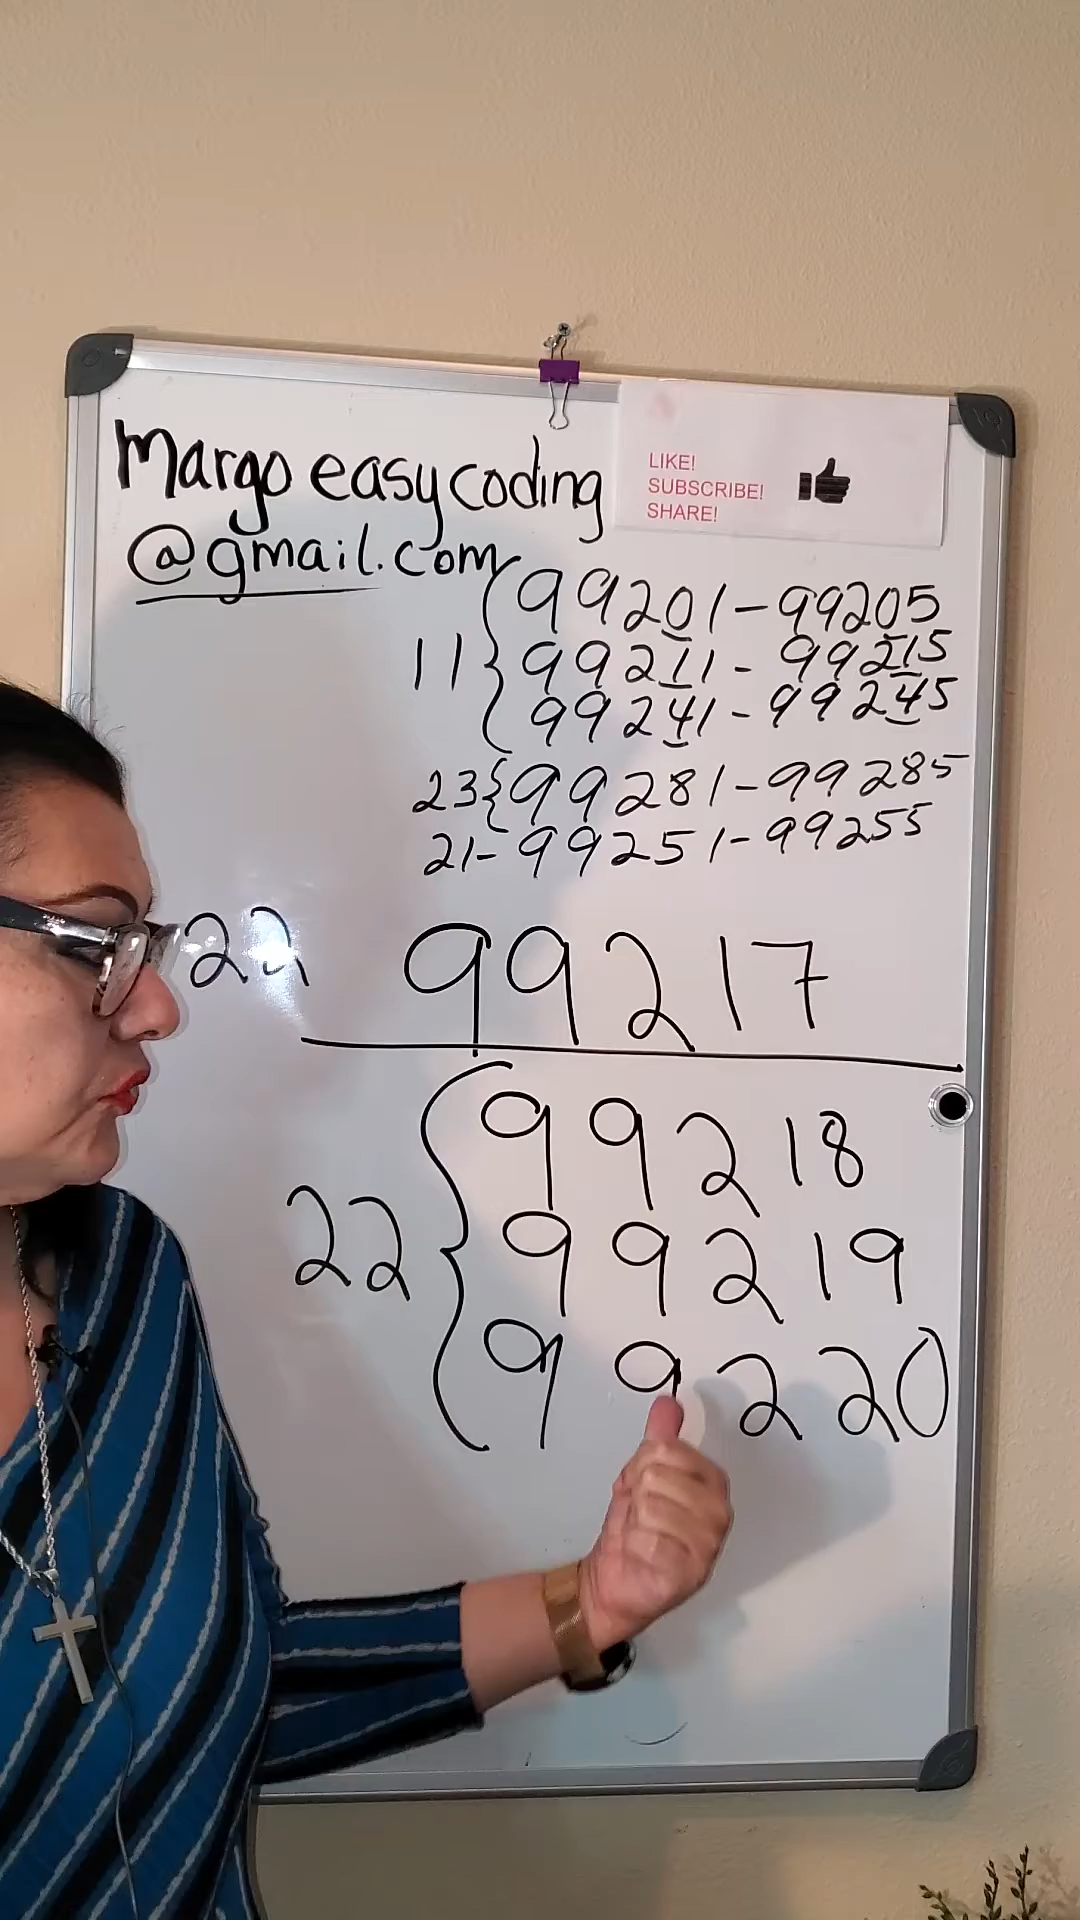 Margo easycoding
@gmail.com
LIKE!
SUBSCRIBE!
SHARE!
11 { 99201-99205
99211-99215
99241-99245
23{99281-99285
21-99251-99255
22 99217
22 { 99218
99219
99220